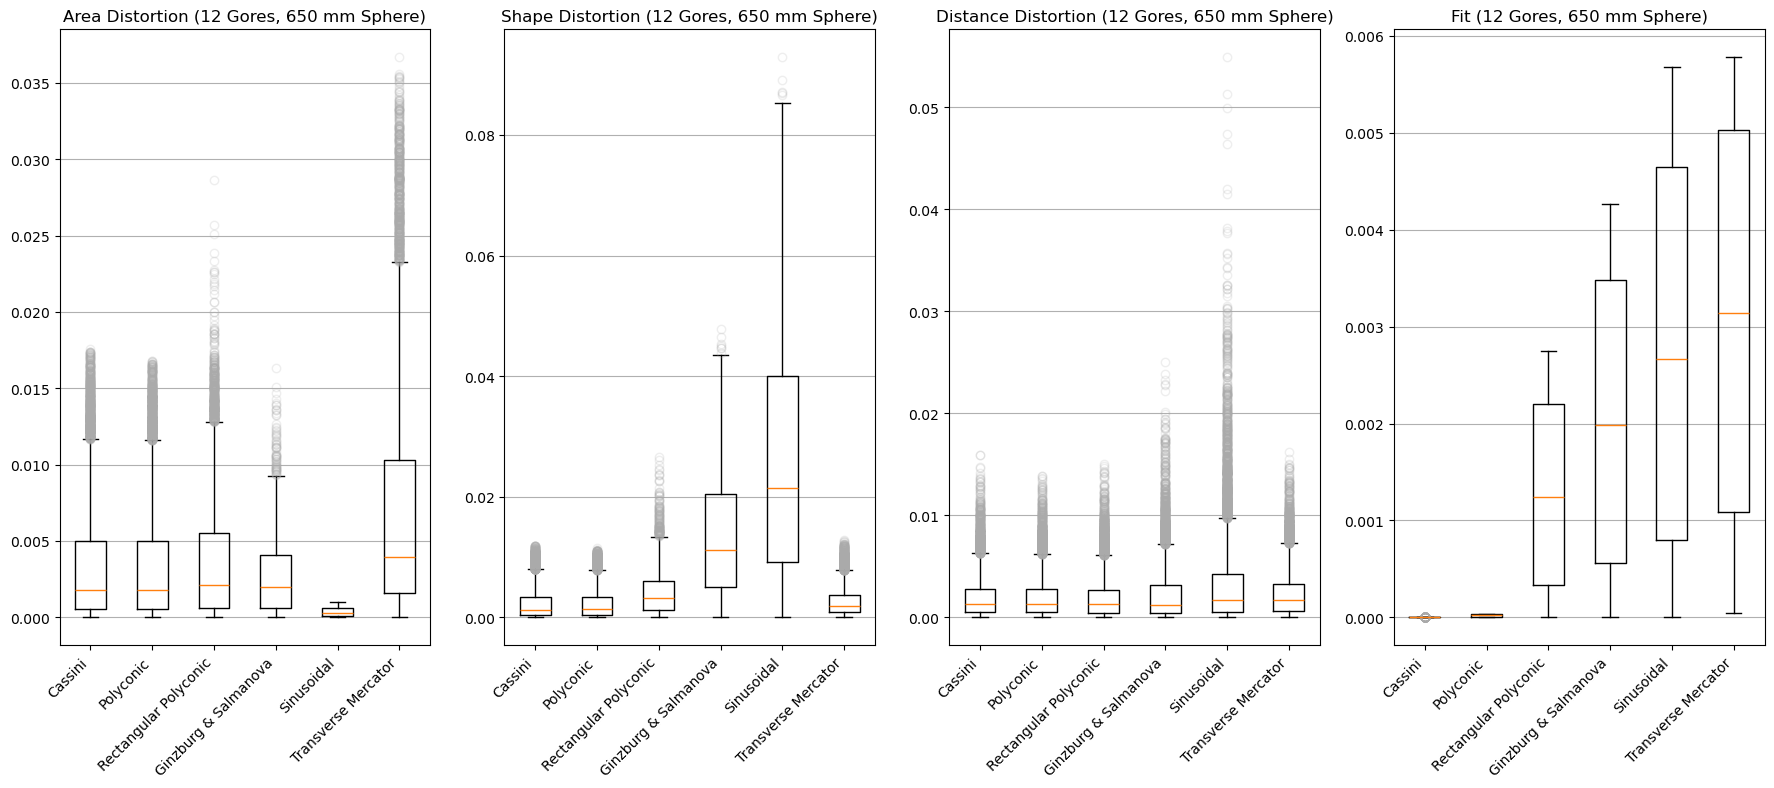 Area Distortion (12 Gores, 650 mm Sphere)
0.035
0.030
0.025
0.020
0.015
0.010
0.005
0.000
Cassini
Polyconic
Rectangular Polyconic
Ginzburg & Salmanova
Sinusoidal
Transverse Mercator
Shape Distortion (12 Gores, 650 mm Sphere)
0.08
0.06
0.04
0.02
0.00
Cassini
Polyconic
Rectangular Polyconic
Ginzburg & Salmanova
Sinusoidal
Transverse Mercator
Distance Distortion (12 Gores, 650 mm Sphere)
0.05
0.04
0.03
0.02
0.01
0.00
Cassini
Polyconic
Rectangular Polyconic
Ginzburg & Salmanova
Sinusoidal
Transverse Mercator
Fit (12 Gores, 650 mm Sphere)
0.006
0.005
0.004
0.003
0.002
0.001
0.000
Cassini
Polyconic
Rectangular Polyconic
Ginzburg & Salmanova
Sinusoidal
Transverse Mercator